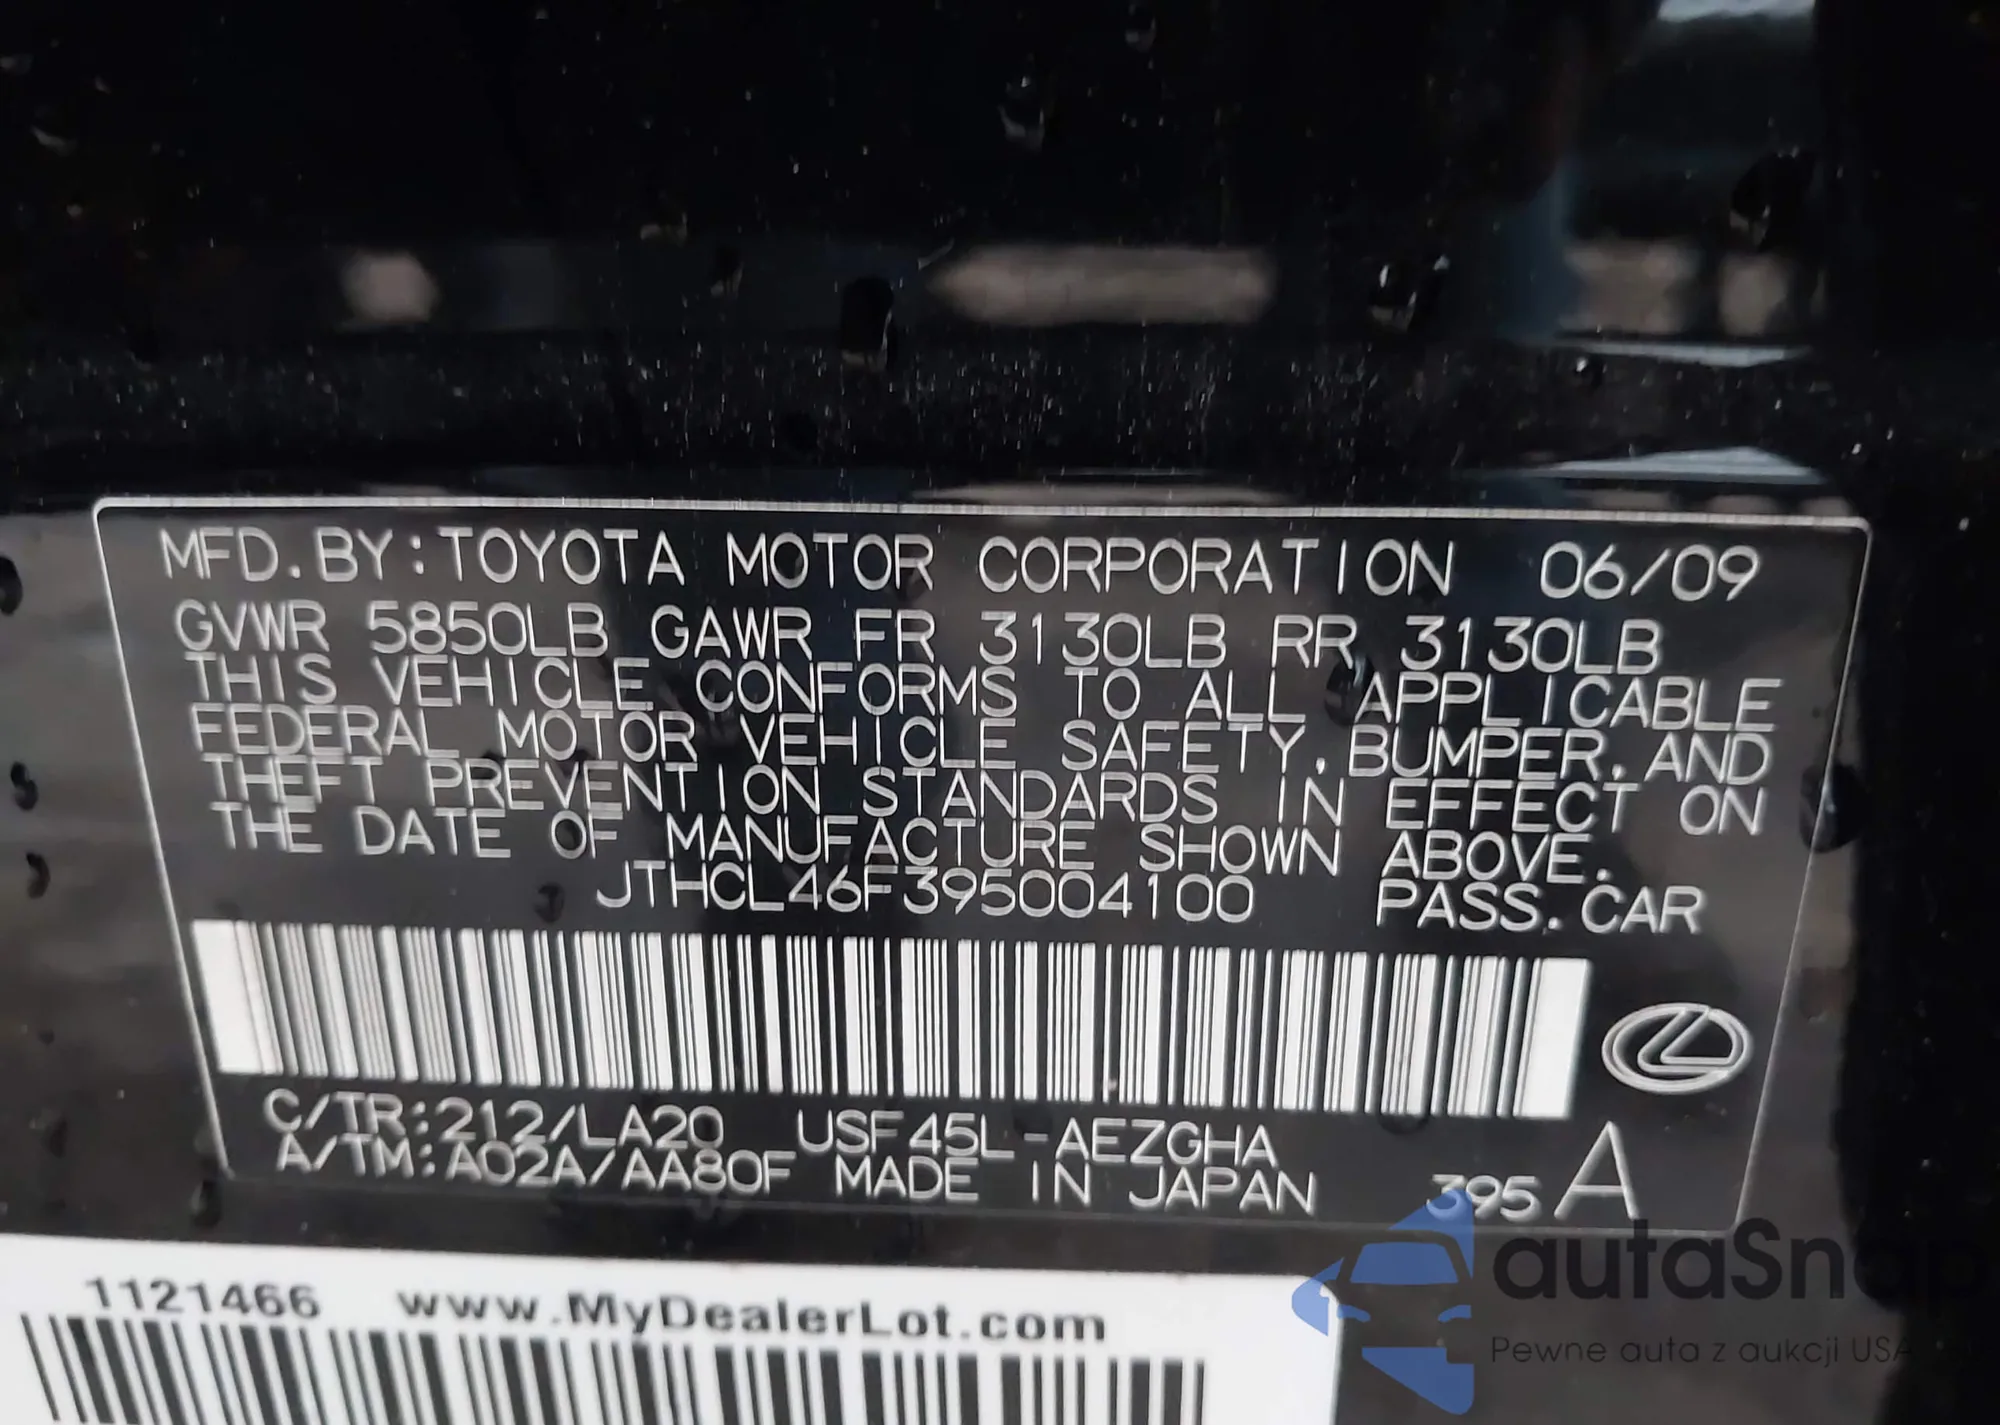 MFD.BY:TOYOTA MOTOR CORPORATION 06/09
GVWR 5850LB GAWR FR 3130LB RR 3130LB
THIS VEHICLE CONFORMS TO ALL APPLICABLE
FEDERAL MOTOR VEHICLE SAFETY,BUMPER,AND
THEFT PREVENTION STANDARDS IN EFFECT ON
THE DATE OF MANUFACTURE SHOWN ABOVE.
JTHCL46F395004100 PASS.CAR
C/TR:212/LA20 USF45L-AEZGHA
A/TM:A02A/AA80F MADE IN JAPAN 395 A
1121466 www.MyDealerLot.com
autaSnap
Pewne auta z aukcji USA